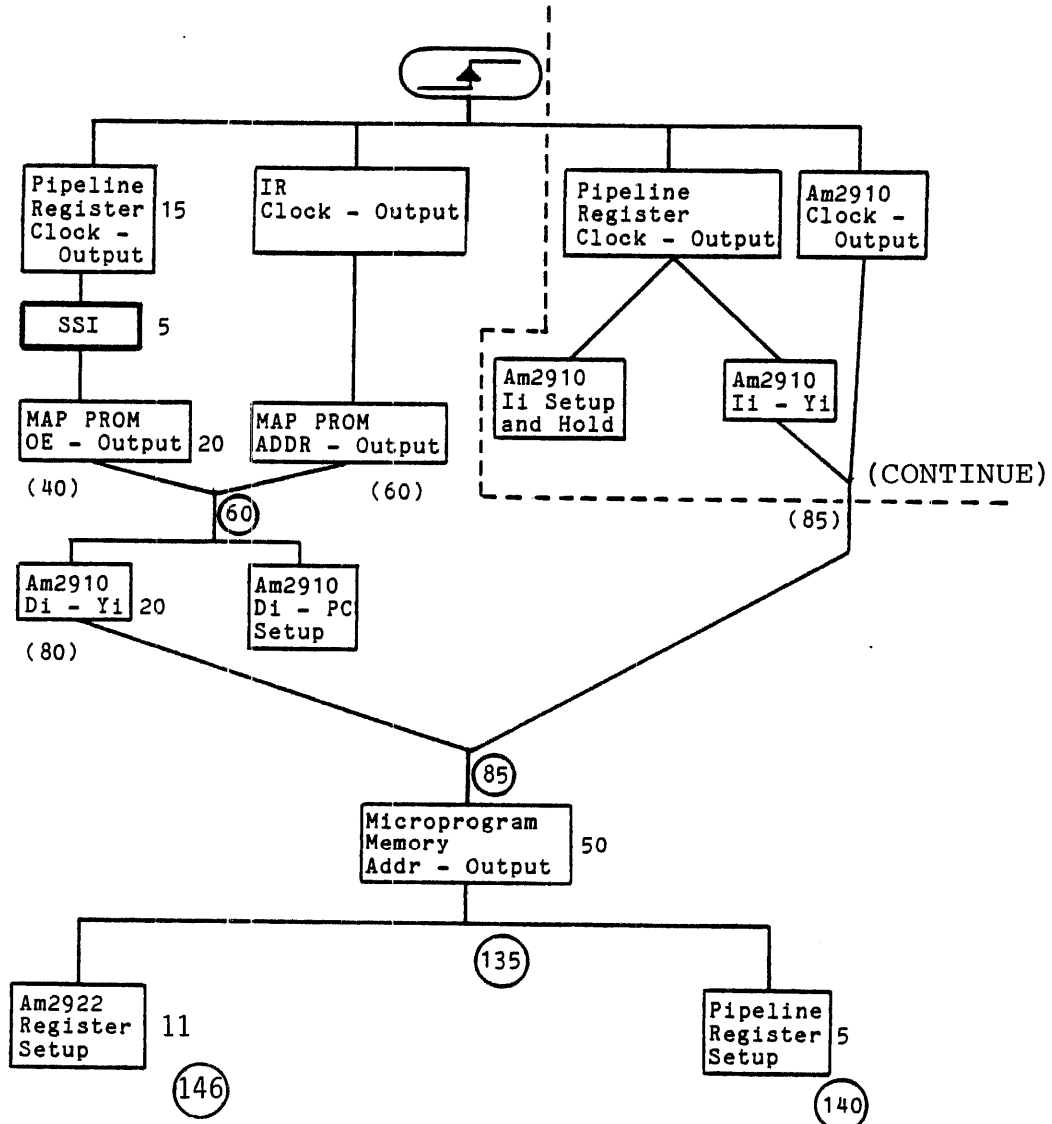 Pipeline
Register 15
Clock -
Output
IR
Clock - Output
Pipeline
Register
Clock - Output
Am2910
Clock -
Output
SSI 5
Am2910
Ii Setup
and Hold
Am2910
Ii - Yi
MAP PROM
OE - Output 20
MAP PROM
ADDR - Output
(CONTINUE)
(40)
(60)
60
(85)
Am2910
Di - Yi 20
Am2910
Di - PC
Setup
(80)
85
Microprogram
Memory 50
Addr - Output
135
Am2922
Register 11
Setup
146
Pipeline
Register 5
Setup
140